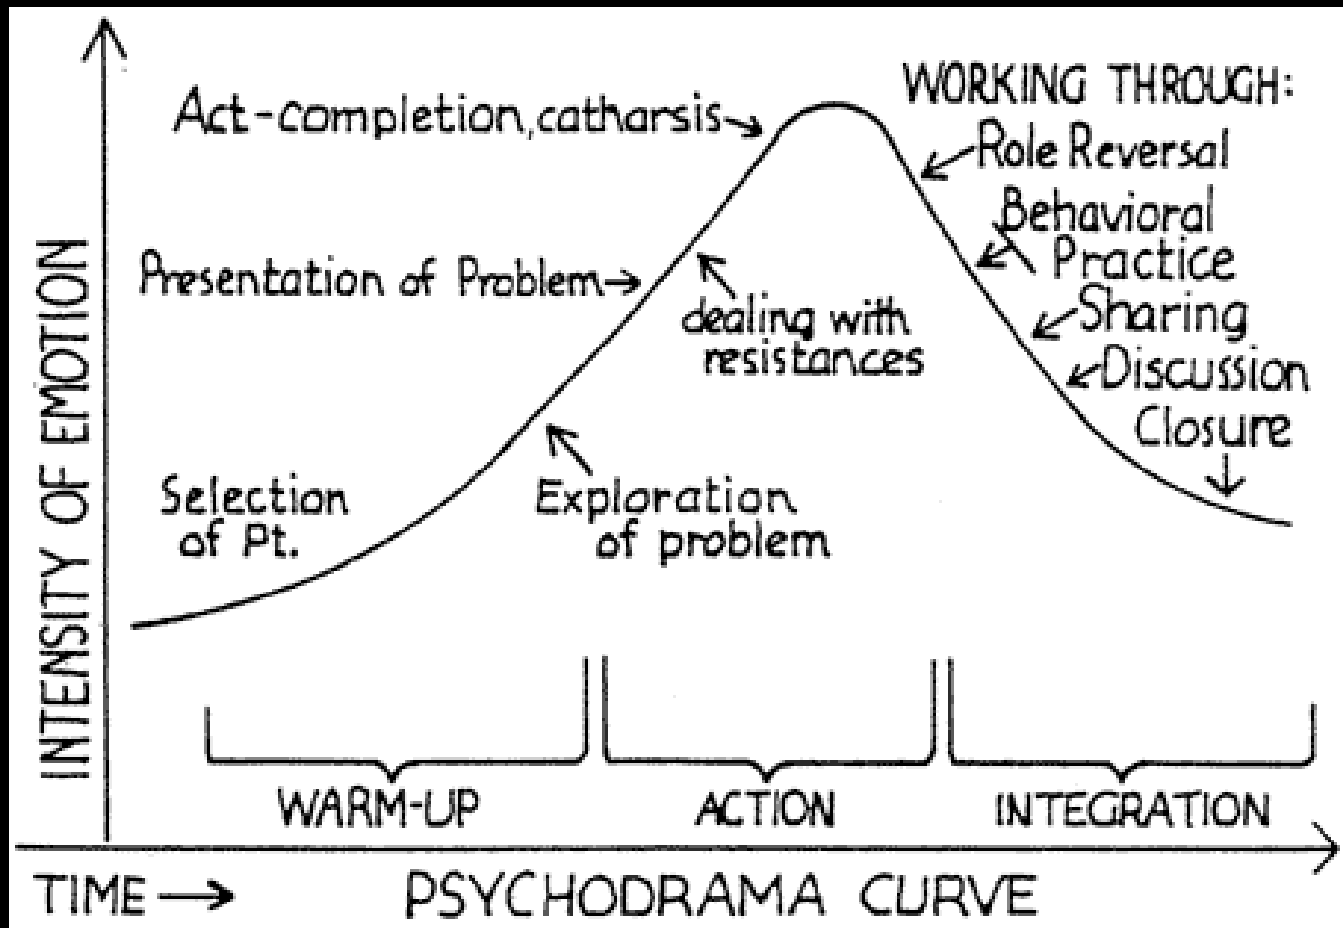 INTENSITY OF EMOTION
Act-completion, catharsis
Presentation of Problem
dealing with
resistances
Selection
of Pt.
Exploration
of problem
WORKING THROUGH:
Role Reversal
Behavioral
Practice
Sharing
Discussion
Closure
WARM-UP
ACTION
INTEGRATION
TIME
PSYCHODRAMA CURVE